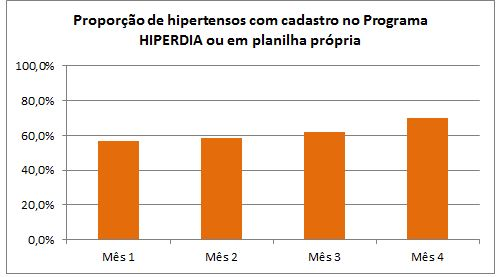 Proporção de hipertensos com cadastro no Programa
HIPERDIA ou em planilha própria
100,0%
80,0%
60,0%
40,0%
20,0%
0,0%
Mês 1 Mês 2 Mês 3 Mês 4